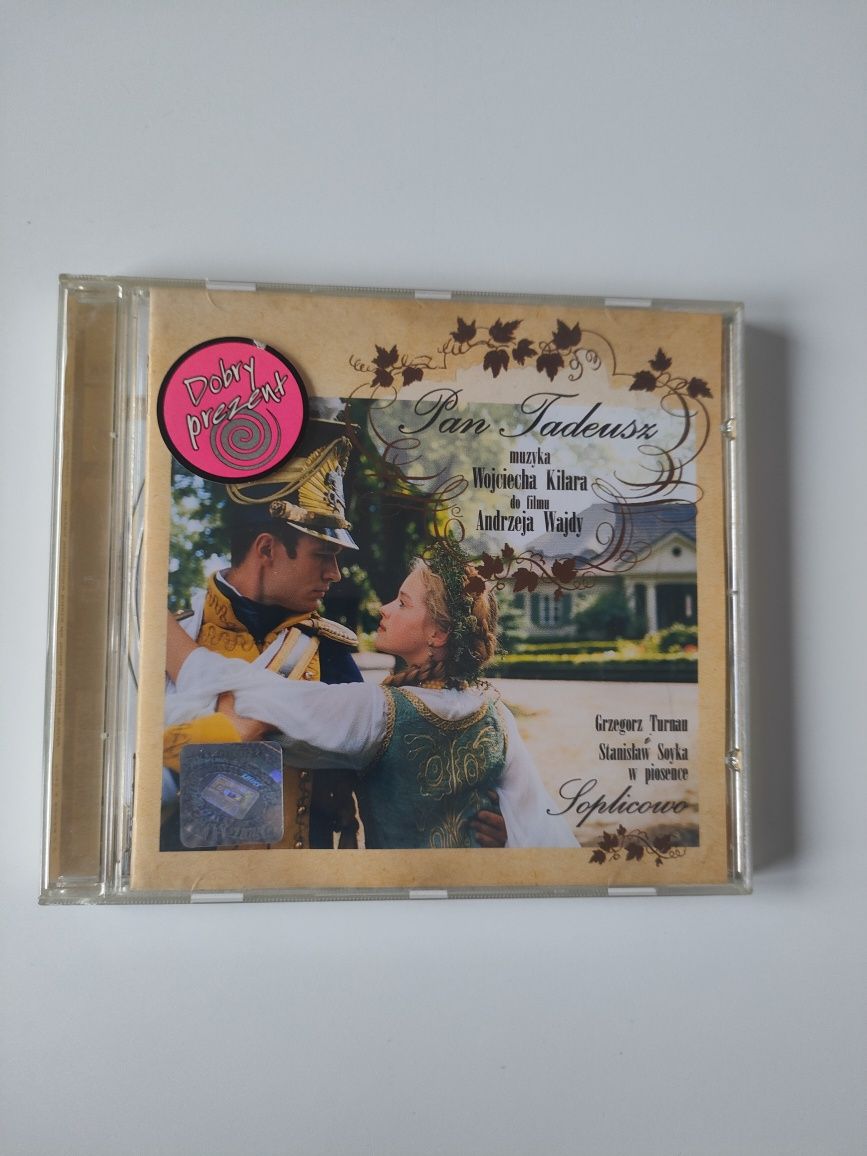 Dobry
prezent
Pan Tadeusz
muzyka
Wojciecha Kilara
do filmu
Andrzeja Wajdy
Grzegorz Turnau
i
Stanisław Soyka
w piosence
Soplicowo